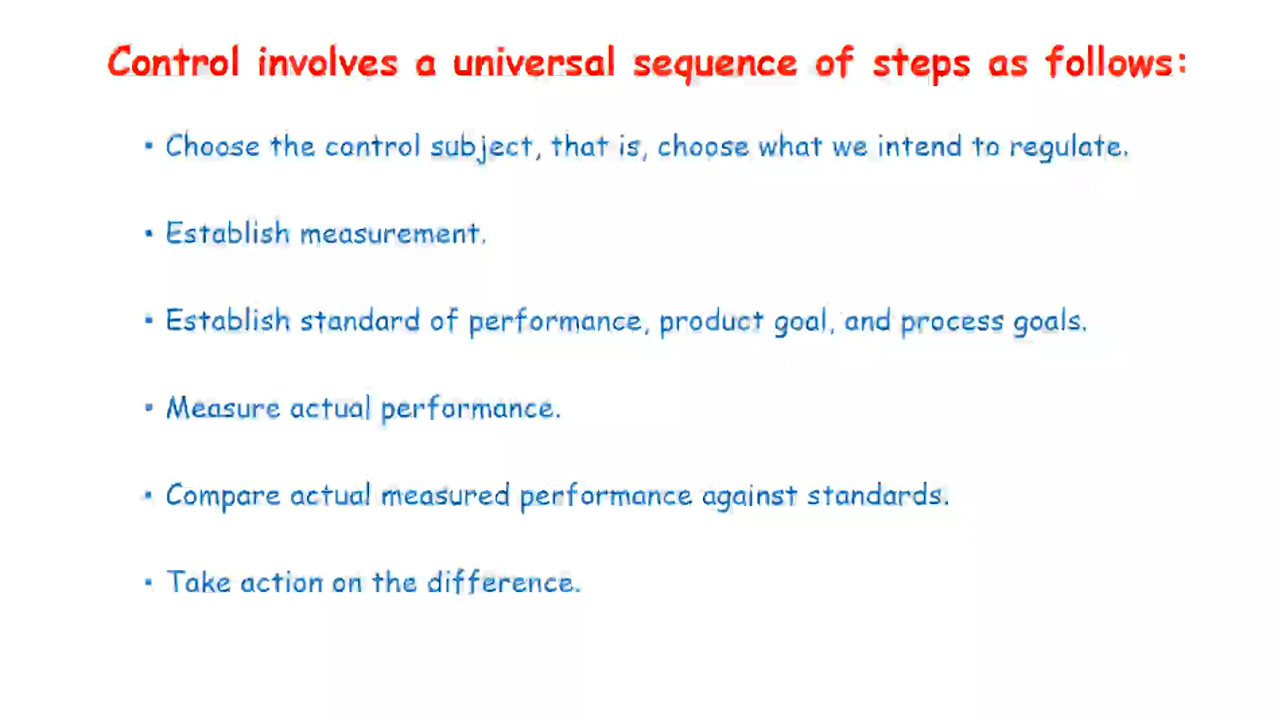 Control involves a universal sequence of steps as follows:
• Choose the control subject, that is, choose what we intend to regulate.
• Establish measurement.
• Establish standard of performance, product goal, and process goals.
• Measure actual performance.
• Compare actual measured performance against standards.
• Take action on the difference.